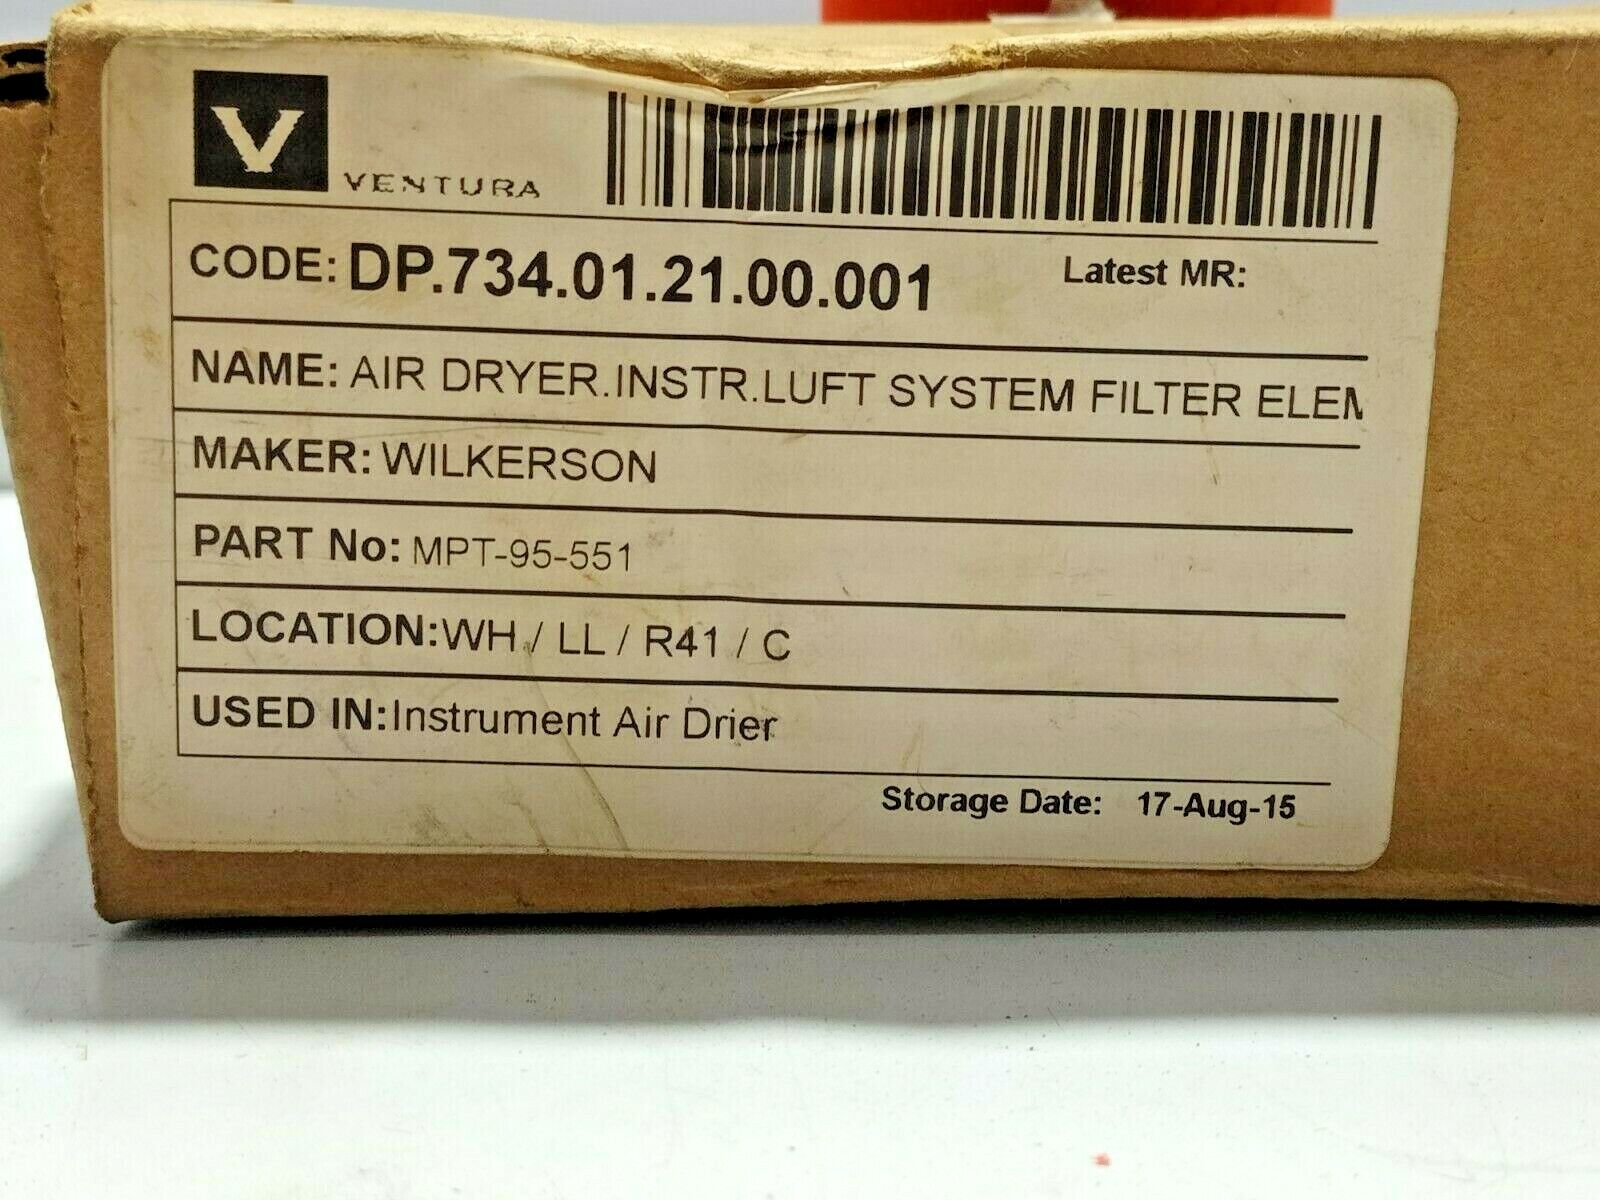 V VENTURA
CODE: DP.734.01.21.00.001 Latest MR:
NAME: AIR DRYER.INSTR.LUFT SYSTEM FILTER ELEM
MAKER: WILKERSON
PART No: MPT-95-551
LOCATION:WH / LL / R41 / C
USED IN:Instrument Air Drier
Storage Date: 17-Aug-15